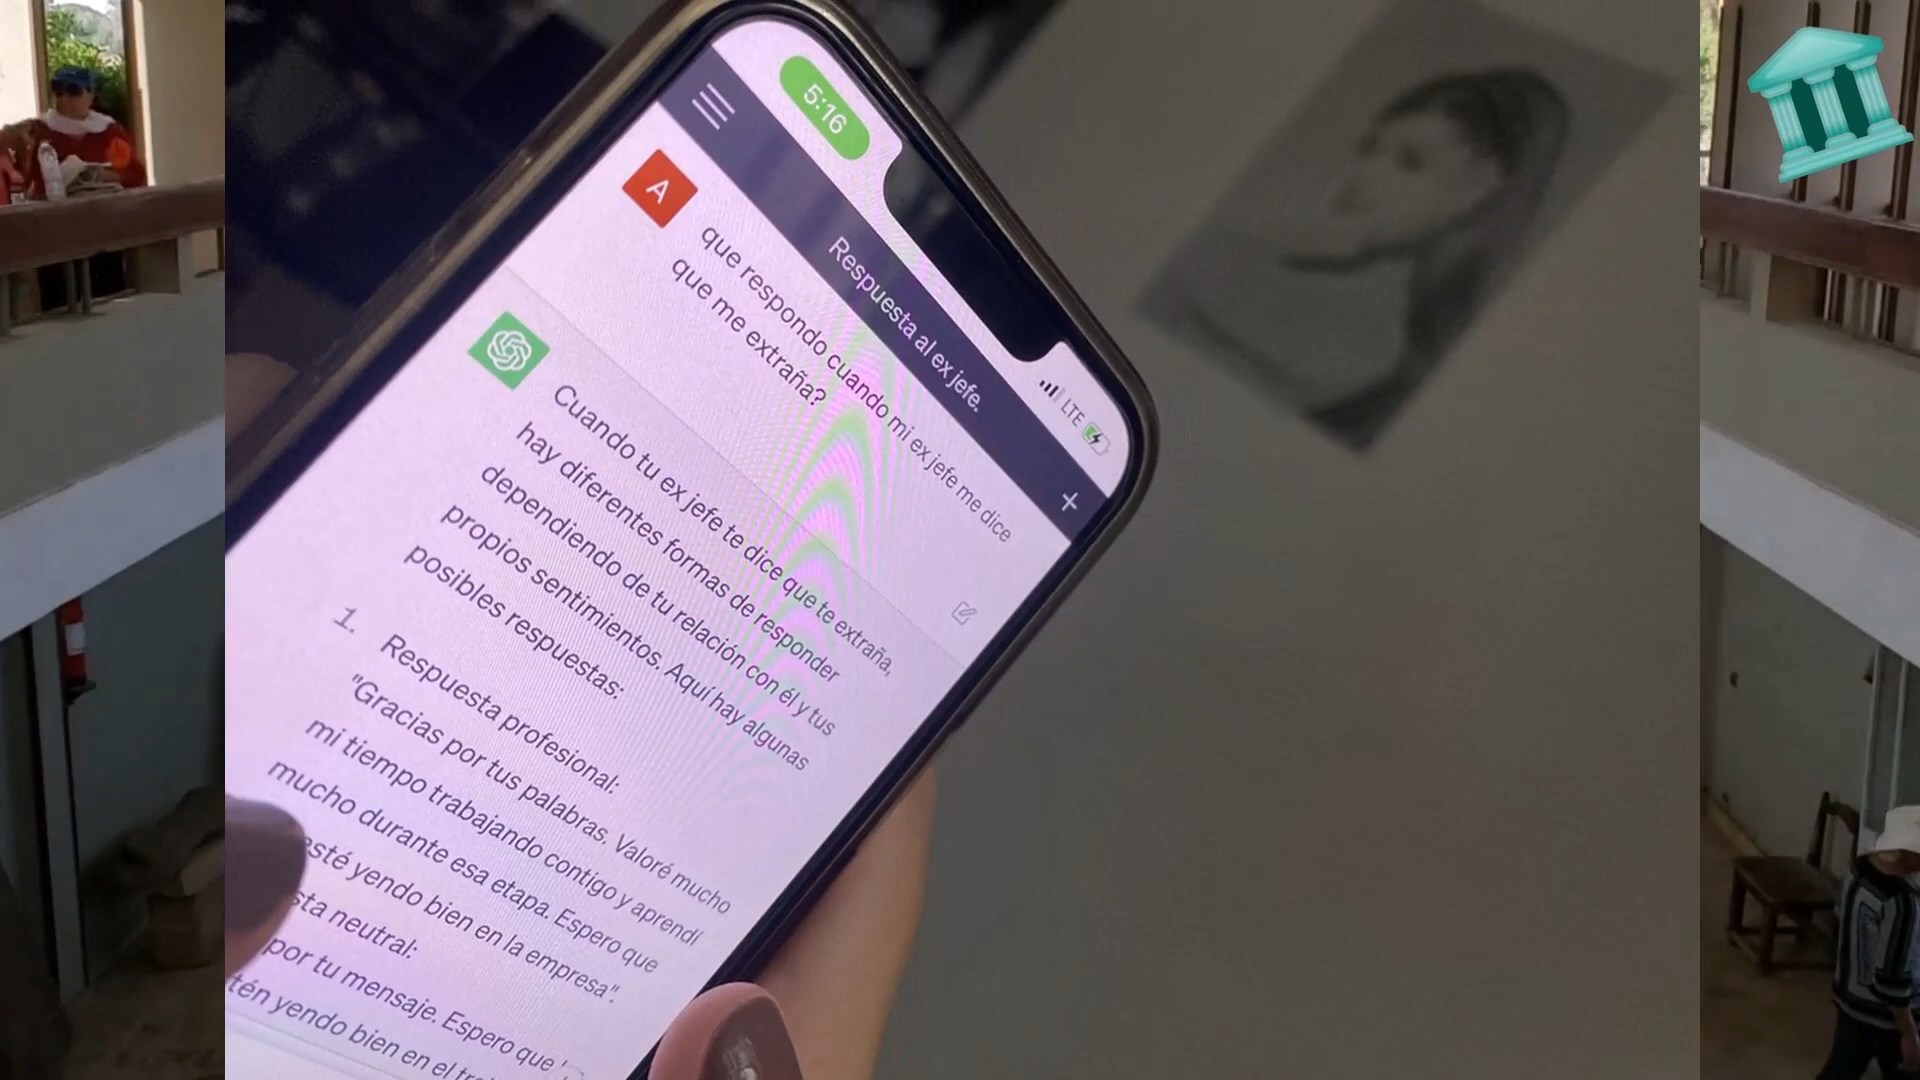 5:16
LTE
Respuesta al ex jefe.
+
A
que respondo cuando mi ex jefe me dice
que me extraña?
Cuando tu ex jefe te dice que te extraña,
hay diferentes formas de responder
dependiendo de tu relación con él y tus
propios sentimientos. Aquí hay algunas
posibles respuestas:
1. Respuesta profesional:
"Gracias por tus palabras. Valoré mucho
mi tiempo trabajando contigo y aprendí
mucho durante esa etapa. Espero que
esté yendo bien en la empresa".
neutral:
por tu mensaje. Espero que
yendo bien en el